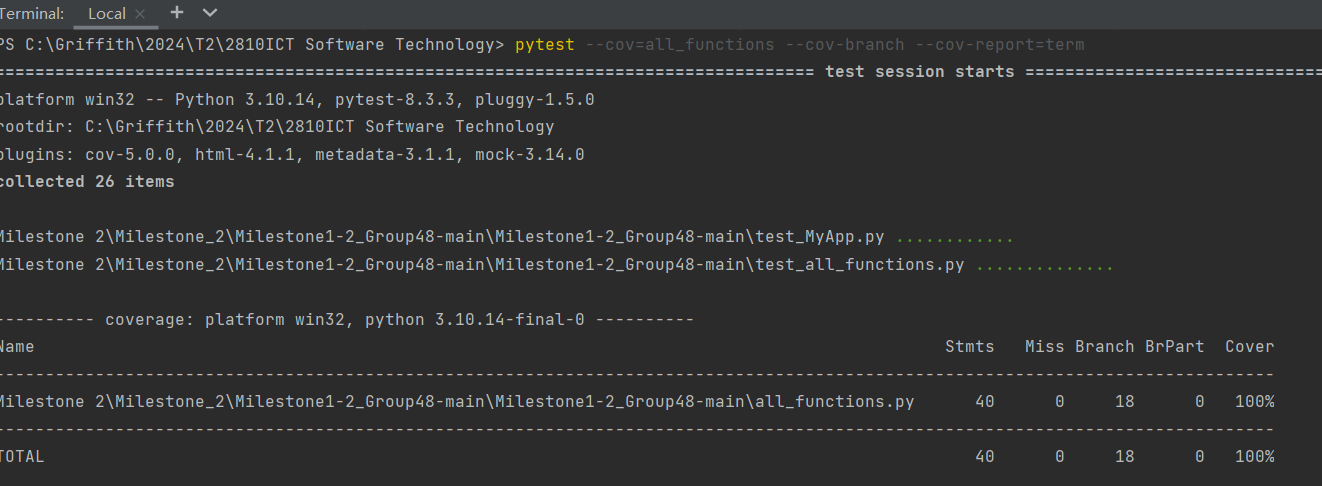 Terminal: Local × +
PS C:\Griffith\2024\T2\2810ICT Software Technology> pytest --cov=all_functions --cov-branch --cov-report=term
================================================================================== test session starts ==============================
platform win32 -- Python 3.10.14, pytest-8.3.3, pluggy-1.5.0
rootdir: C:\Griffith\2024\T2\2810ICT Software Technology
plugins: cov-5.0.0, html-4.1.1, metadata-3.1.1, mock-3.14.0
collected 26 items
Milestone 2\Milestone_2\Milestone1-2_Group48-main\Milestone1-2_Group48-main\test_MyApp.py ............
Milestone 2\Milestone_2\Milestone1-2_Group48-main\Milestone1-2_Group48-main\test_all_functions.py ..............
---------- coverage: platform win32, python 3.10.14-final-0 ----------
Name Stmts Miss Branch BrPart Cover
--------------------------------------------------------------------------------------------------------------------------------
Milestone 2\Milestone_2\Milestone1-2_Group48-main\Milestone1-2_Group48-main\all_functions.py 40 0 18 0 100%
--------------------------------------------------------------------------------------------------------------------------------
TOTAL 40 0 18 0 100%